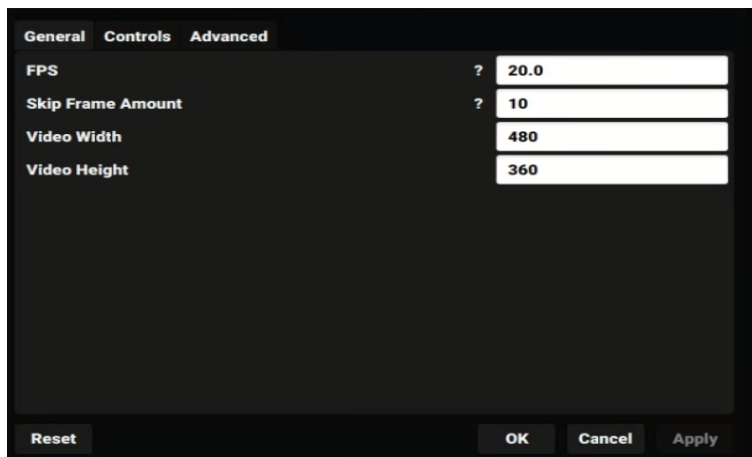 General Controls Advanced
FPS ? 20.0
Skip Frame Amount ? 10
Video Width 480
Video Height 360
Reset OK Cancel Apply